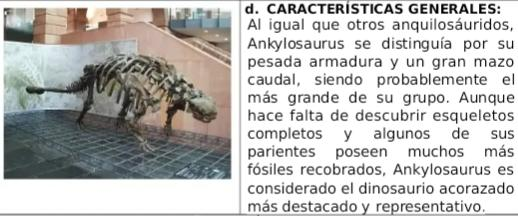 d. CARACTERÍSTICAS GENERALES:
Al igual que otros anquilosáuridos,
Ankylosaurus se distinguía por su
pesada armadura y un gran mazo
caudal, siendo probablemente el
más grande de su grupo. Aunque
hace falta de descubrir esqueletos
completos y algunos de sus
parientes poseen muchos más
fósiles recobrados, Ankylosaurus es
considerado el dinosaurio acorazado
más destacado y representativo.